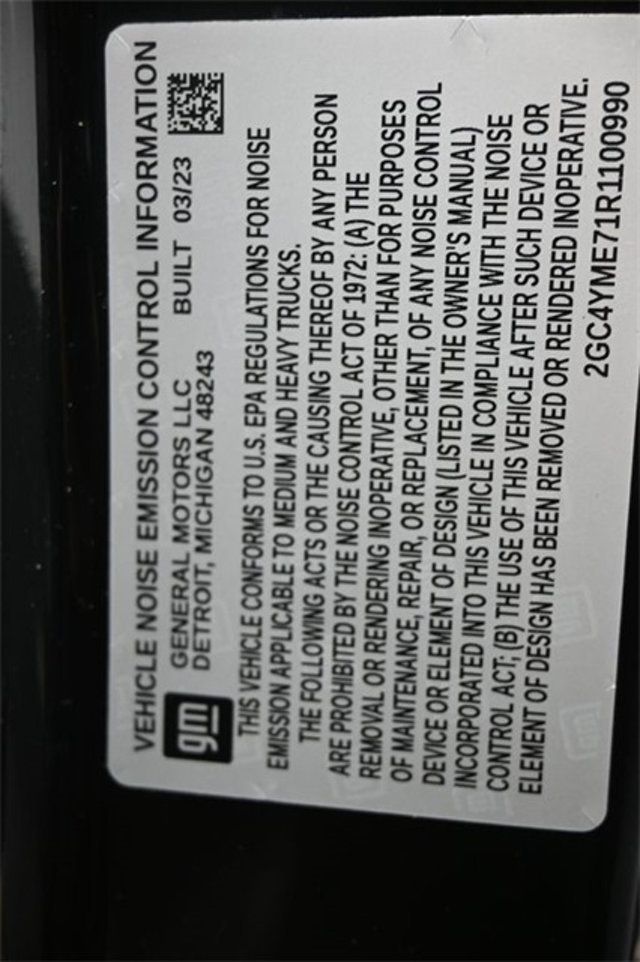 VEHICLE NOISE EMISSION CONTROL INFORMATION
gm
GENERAL MOTORS LLC BUILT 03/23
DETROIT, MICHIGAN 48243
THIS VEHICLE CONFORMS TO U.S. EPA REGULATIONS FOR NOISE
EMISSION APPLICABLE TO MEDIUM AND HEAVY TRUCKS.
THE FOLLOWING ACTS OR THE CAUSING THEREOF BY ANY PERSON
ARE PROHIBITED BY THE NOISE CONTROL ACT OF 1972: (A) THE
REMOVAL OR RENDERING INOPERATIVE, OTHER THAN FOR PURPOSES
OF MAINTENANCE, REPAIR, OR REPLACEMENT, OF ANY NOISE CONTROL
DEVICE OR ELEMENT OF DESIGN (LISTED IN THE OWNER'S MANUAL)
INCORPORATED INTO THIS VEHICLE IN COMPLIANCE WITH THE NOISE
CONTROL ACT; (B) THE USE OF THIS VEHICLE AFTER SUCH DEVICE OR
ELEMENT OF DESIGN HAS BEEN REMOVED OR RENDERED INOPERATIVE.
2GC4YME71R1100990